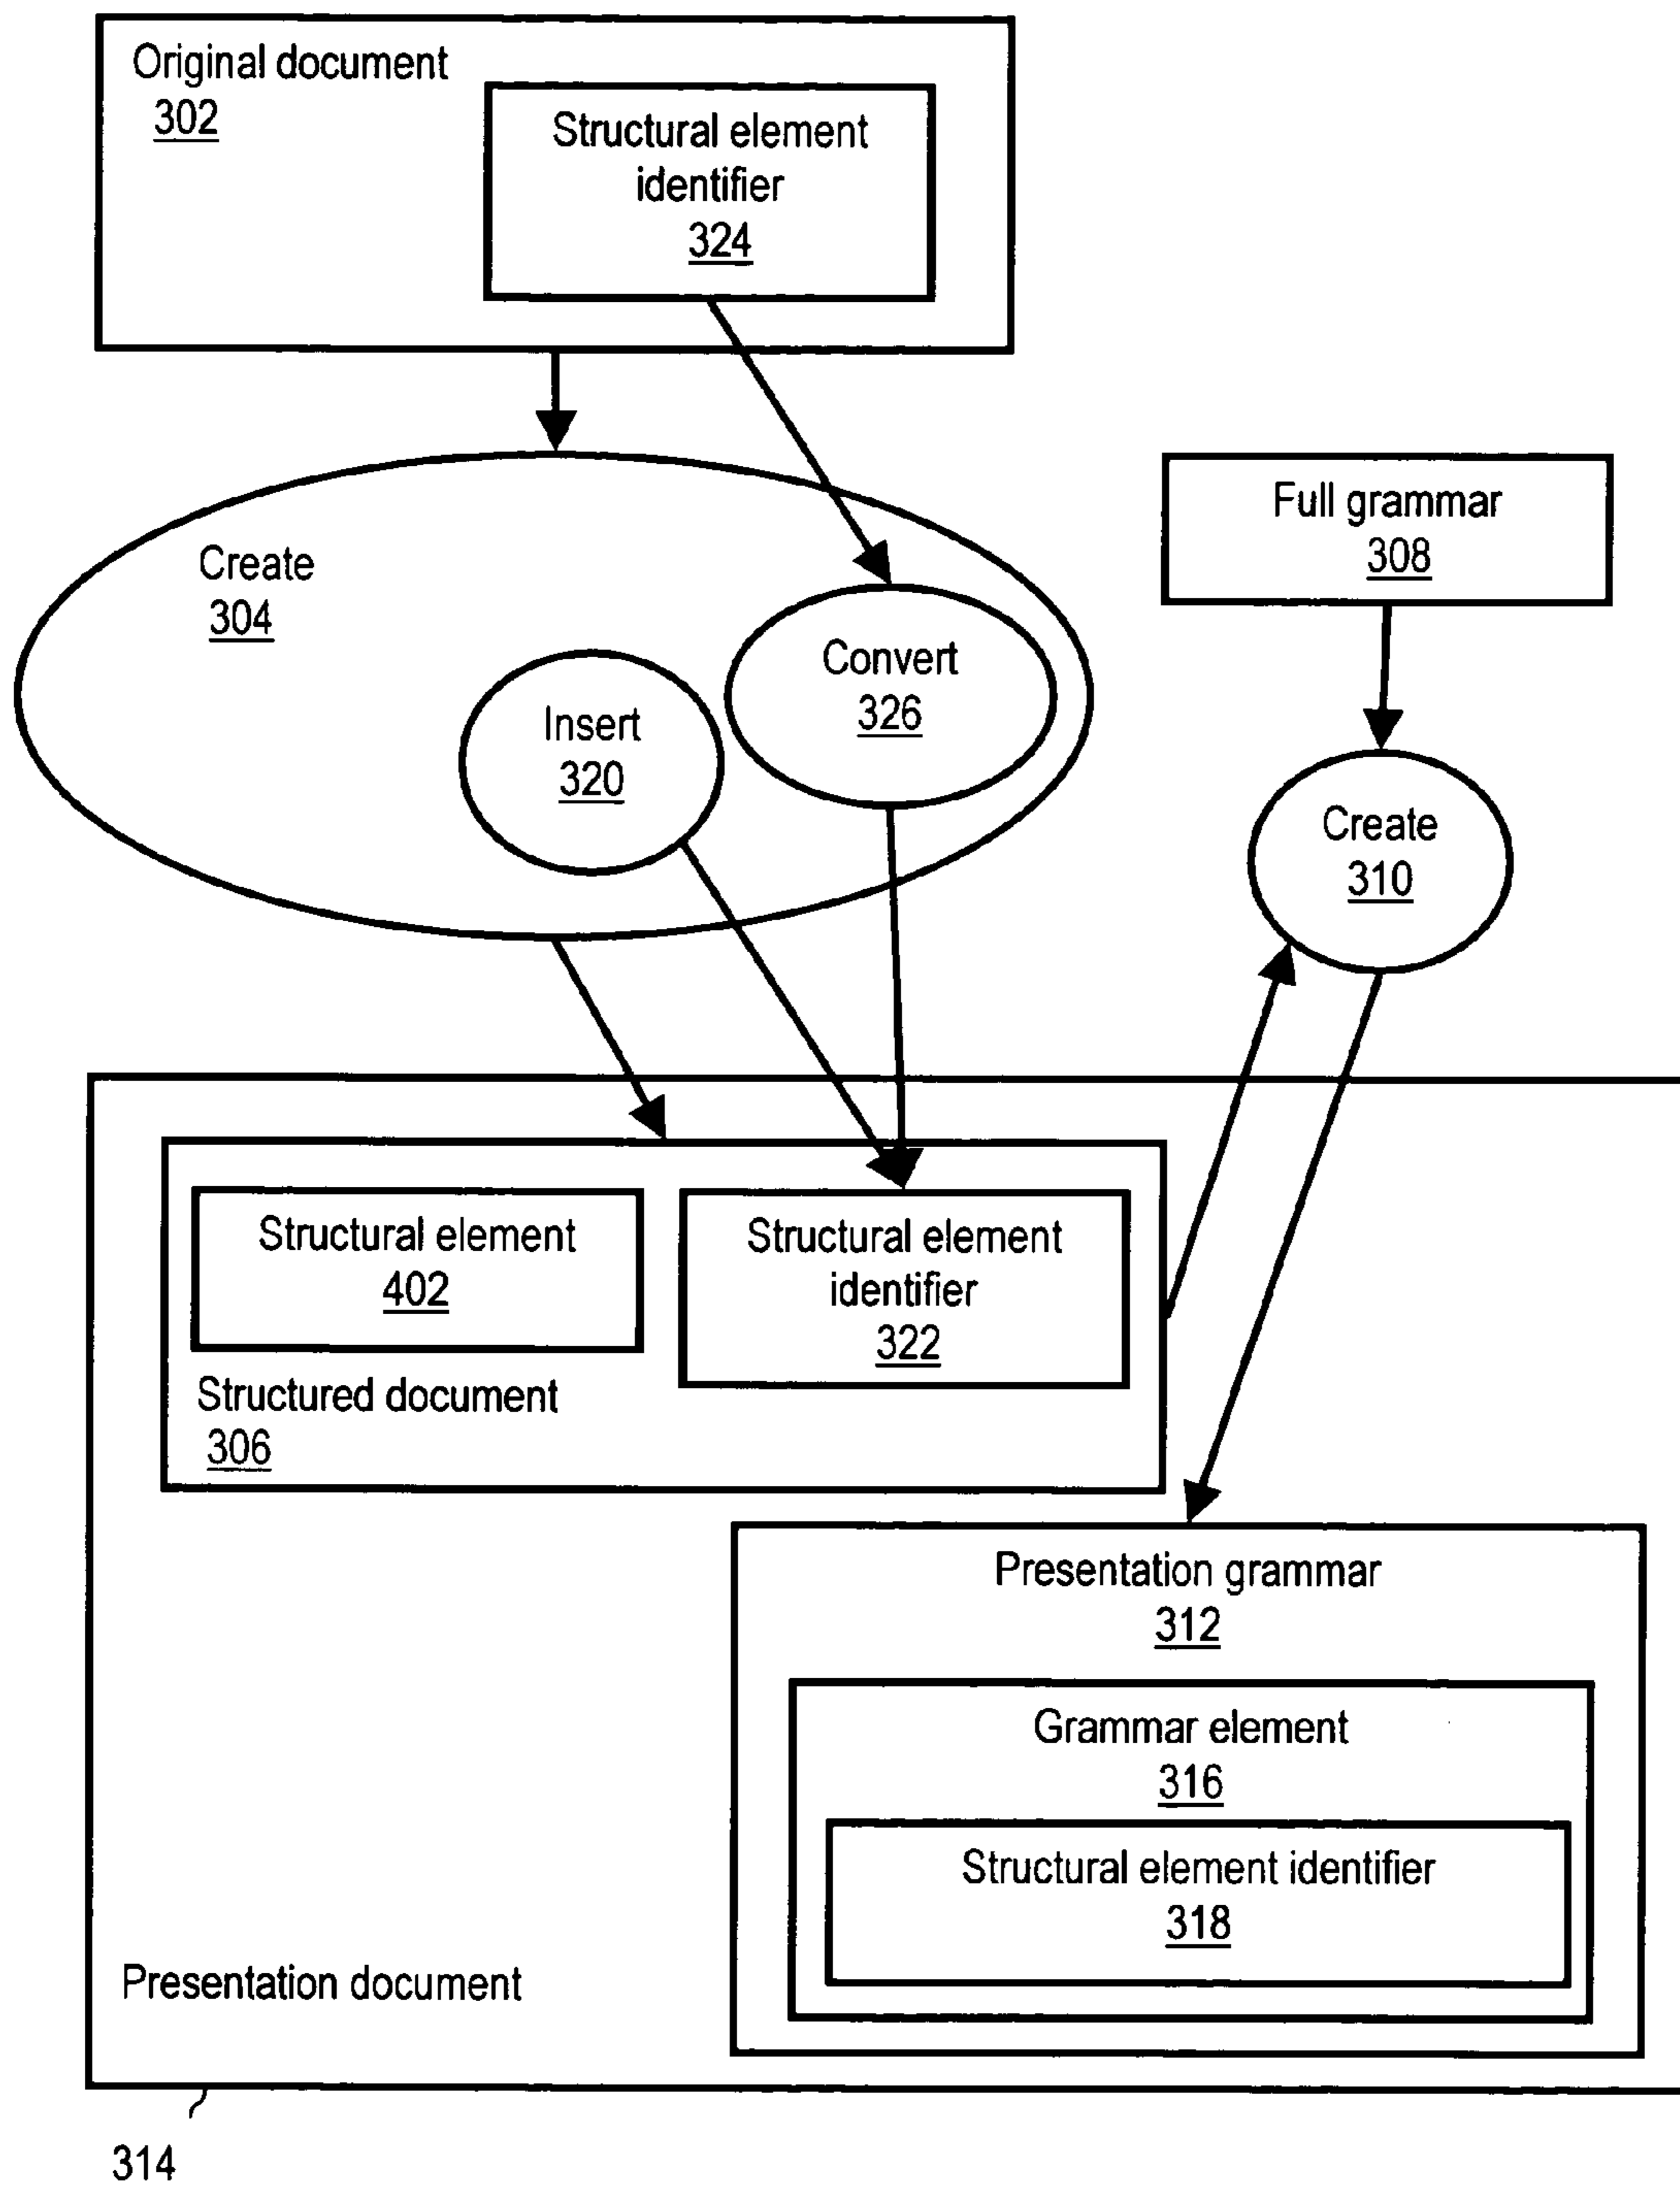 Original document
302
Structural element
identifier
324
Full grammar
308
Create
304
Convert
326
Insert
320
Create
310
Structural element
402
Structural element
identifier
322
Structured document
306
Presentation grammar
312
Grammar element
316
Structural element identifier
318
Presentation document
314